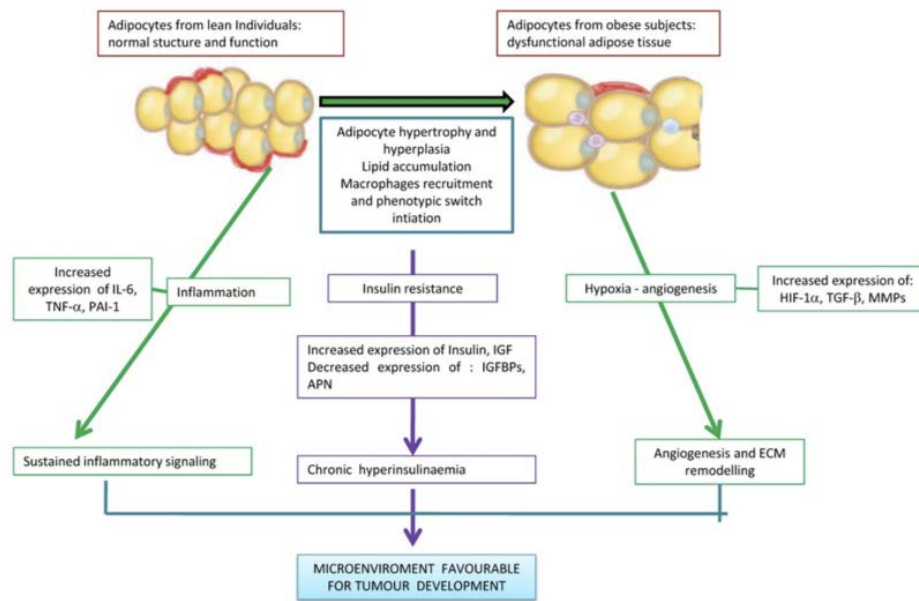 Adipocytes from lean Individuals:
normal stucture and function
Adipocytes from obese subjects:
dysfunctional adipose tissue
Adipocyte hypertrophy and
hyperplasia
Lipid accumulation
Macrophages recruitment
and phenotypic switch
intiation
Increased
expression of IL-6,
TNF-α, PAI-1
Inflammation
Insulin resistance
Hypoxia - angiogenesis
Increased expression of:
HIF-1α, TGF-β, MMPs
Increased expression of Insulin, IGF
Decreased expression of : IGFBPs,
APN
Sustained inflammatory signaling
Chronic hyperinsulinaemia
Angiogenesis and ECM
remodelling
MICROENVIROMENT FAVOURABLE
FOR TUMOUR DEVELOPMENT